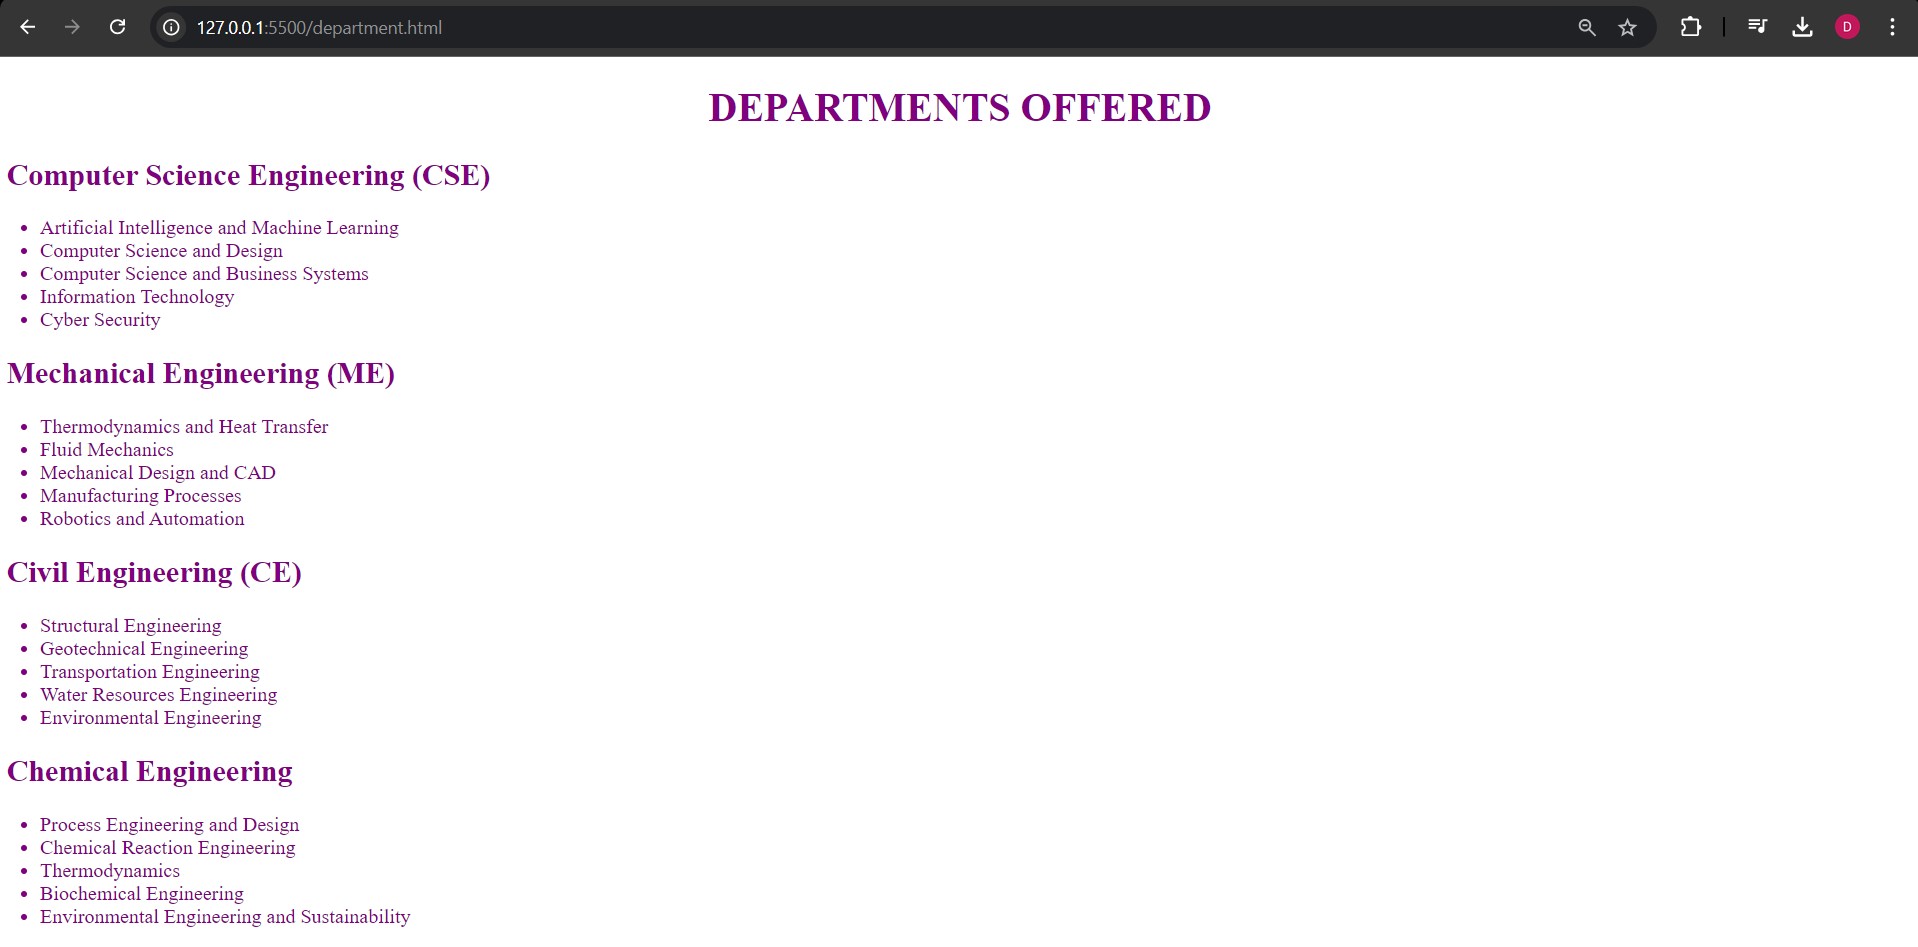 127.0.0.1:5500/department.html
D
DEPARTMENTS OFFERED
Computer Science Engineering (CSE)
• Artificial Intelligence and Machine Learning
• Computer Science and Design
• Computer Science and Business Systems
• Information Technology
• Cyber Security
Mechanical Engineering (ME)
• Thermodynamics and Heat Transfer
• Fluid Mechanics
• Mechanical Design and CAD
• Manufacturing Processes
• Robotics and Automation
Civil Engineering (CE)
• Structural Engineering
• Geotechnical Engineering
• Transportation Engineering
• Water Resources Engineering
• Environmental Engineering
Chemical Engineering
• Process Engineering and Design
• Chemical Reaction Engineering
• Thermodynamics
• Biochemical Engineering
• Environmental Engineering and Sustainability